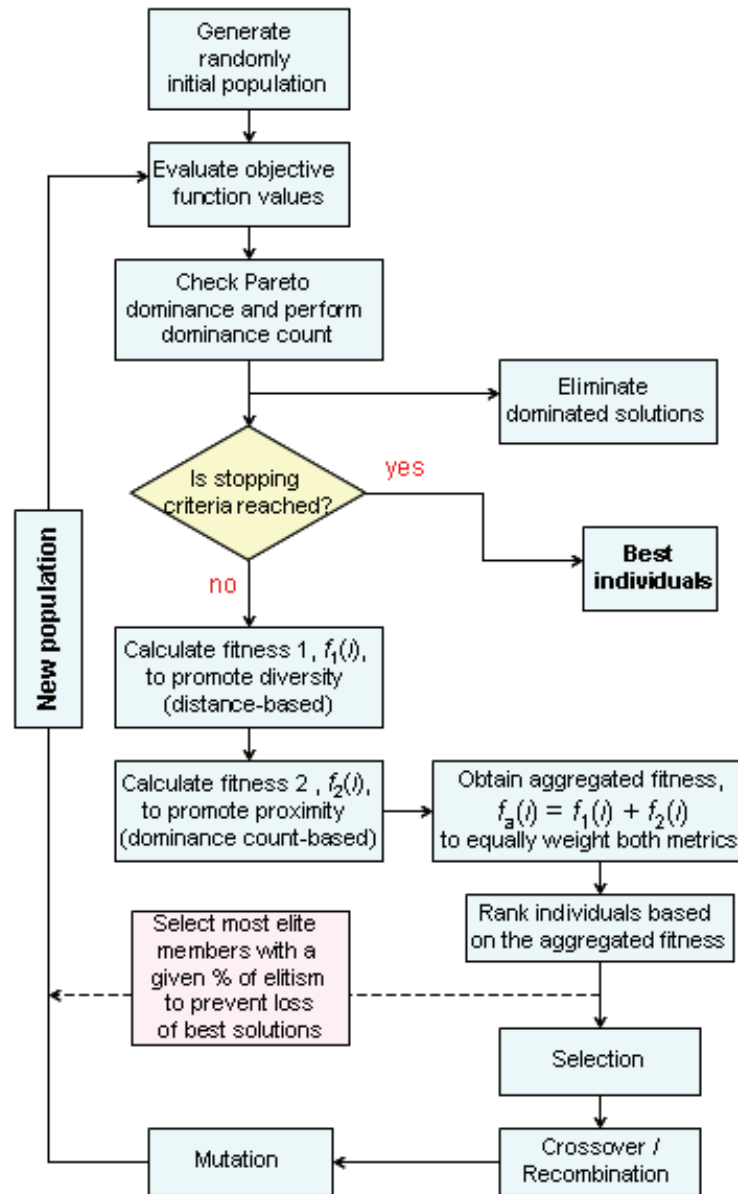 Generate
randomly
initial population
Evaluate objective
function values
Check Pareto
dominance and perform
dominance count
Eliminate
dominated solutions
Is stopping
criteria reached?
yes
Best
individuals
no
New population
Calculate fitness 1, f1(i),
to promote diversity
(distance-based)
Calculate fitness 2 , f2(i),
to promote proximity
(dominance count-based)
Obtain aggregated fitness,
fa(i) = f1(i) + f2(i)
to equally weight both metrics
Rank individuals based
on the aggregated fitness
Select most elite
members with a
given % of elitism
to prevent loss
of best solutions
Selection
Crossover /
Recombination
Mutation